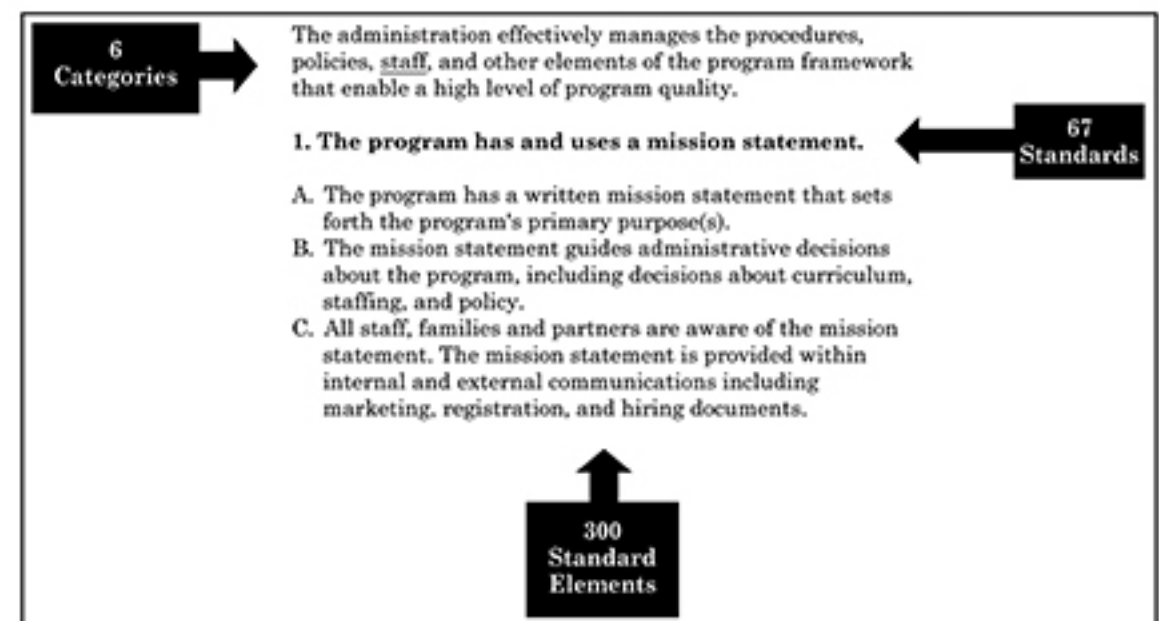 6
Categories
The administration effectively manages the procedures,
policies, staff, and other elements of the program framework
that enable a high level of program quality.
1. The program has and uses a mission statement.
67
Standards
A. The program has a written mission statement that sets
forth the program's primary purpose(s).
B. The mission statement guides administrative decisions
about the program, including decisions about curriculum,
staffing, and policy.
C. All staff, families and partners are aware of the mission
statement. The mission statement is provided within
internal and external communications including
marketing, registration, and hiring documents.
300
Standard
Elements